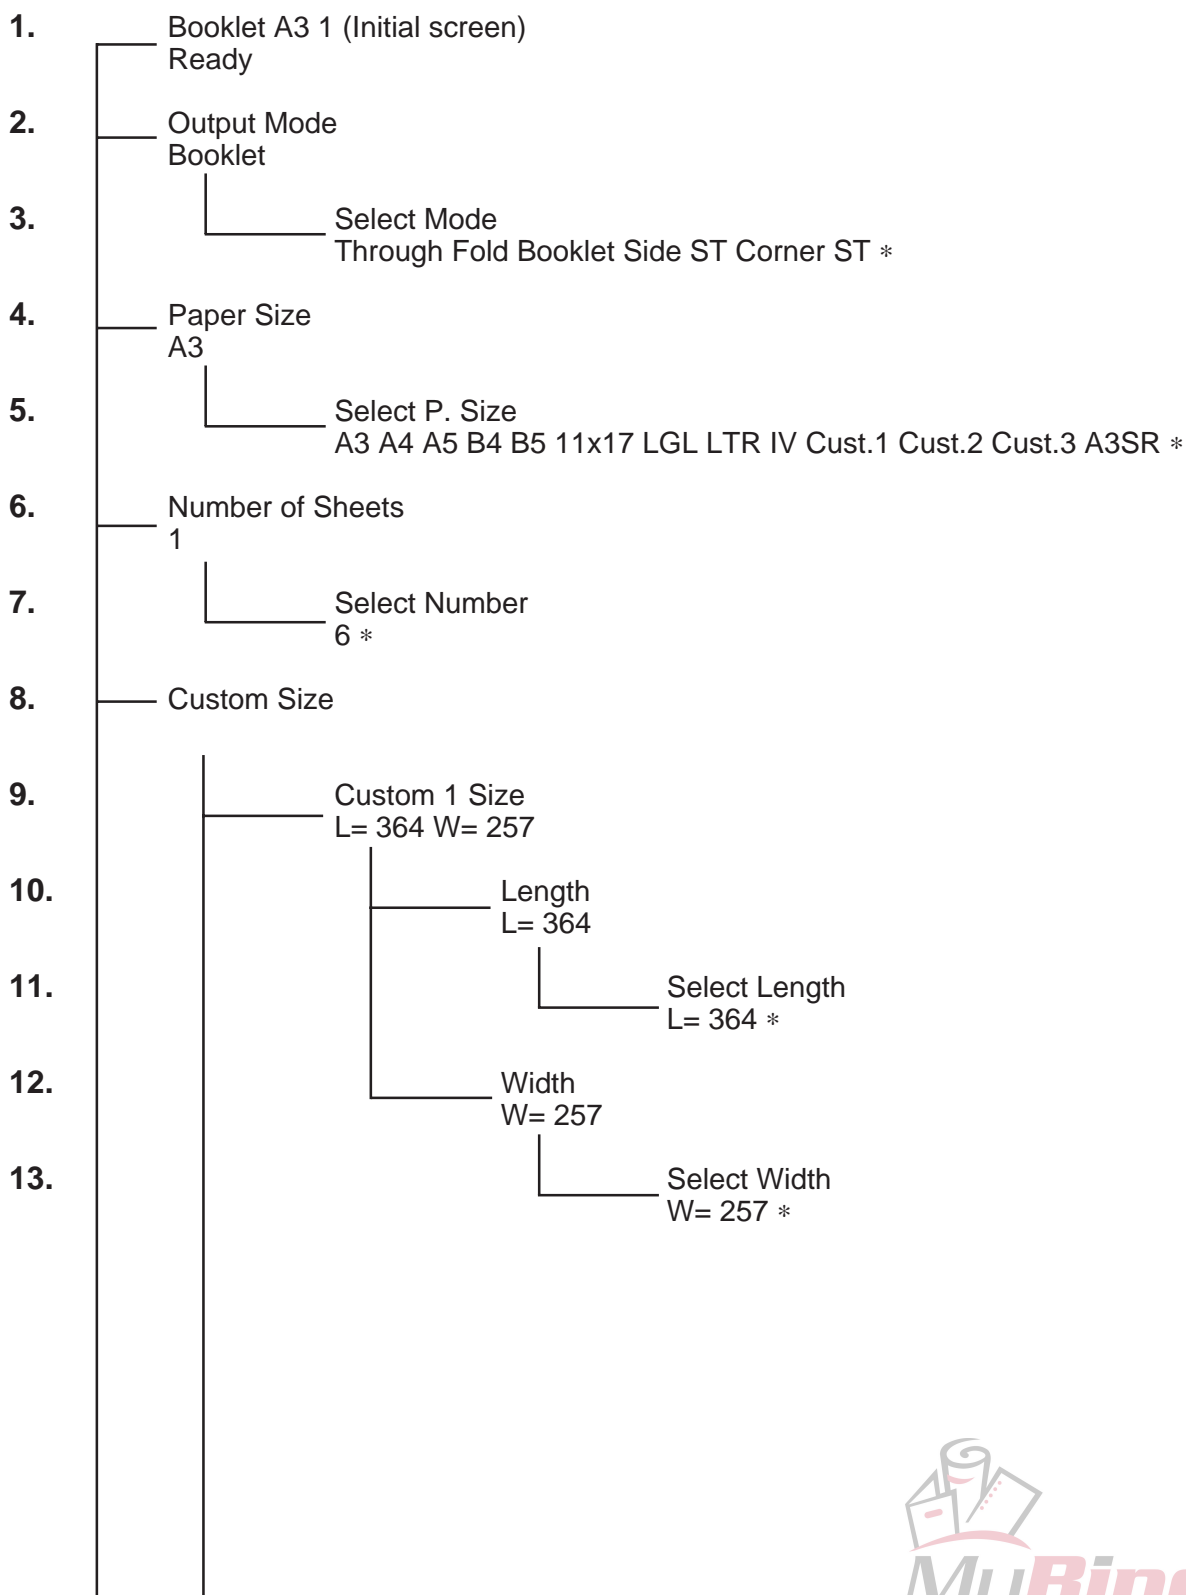 1. Booklet A3 1 (Initial screen)
Ready
2. Output Mode
Booklet
3. Select Mode
Through Fold Booklet Side ST Corner ST *
4. Paper Size
A3
5. Select P. Size
A3 A4 A5 B4 B5 11x17 LGL LTR IV Cust.1 Cust.2 Cust.3 A3SR *
6. Number of Sheets
1
7. Select Number
6 *
8. Custom Size
9. Custom 1 Size
L= 364 W= 257
10. Length
L= 364
11. Select Length
L= 364 *
12. Width
W= 257
13. Select Width
W= 257 *